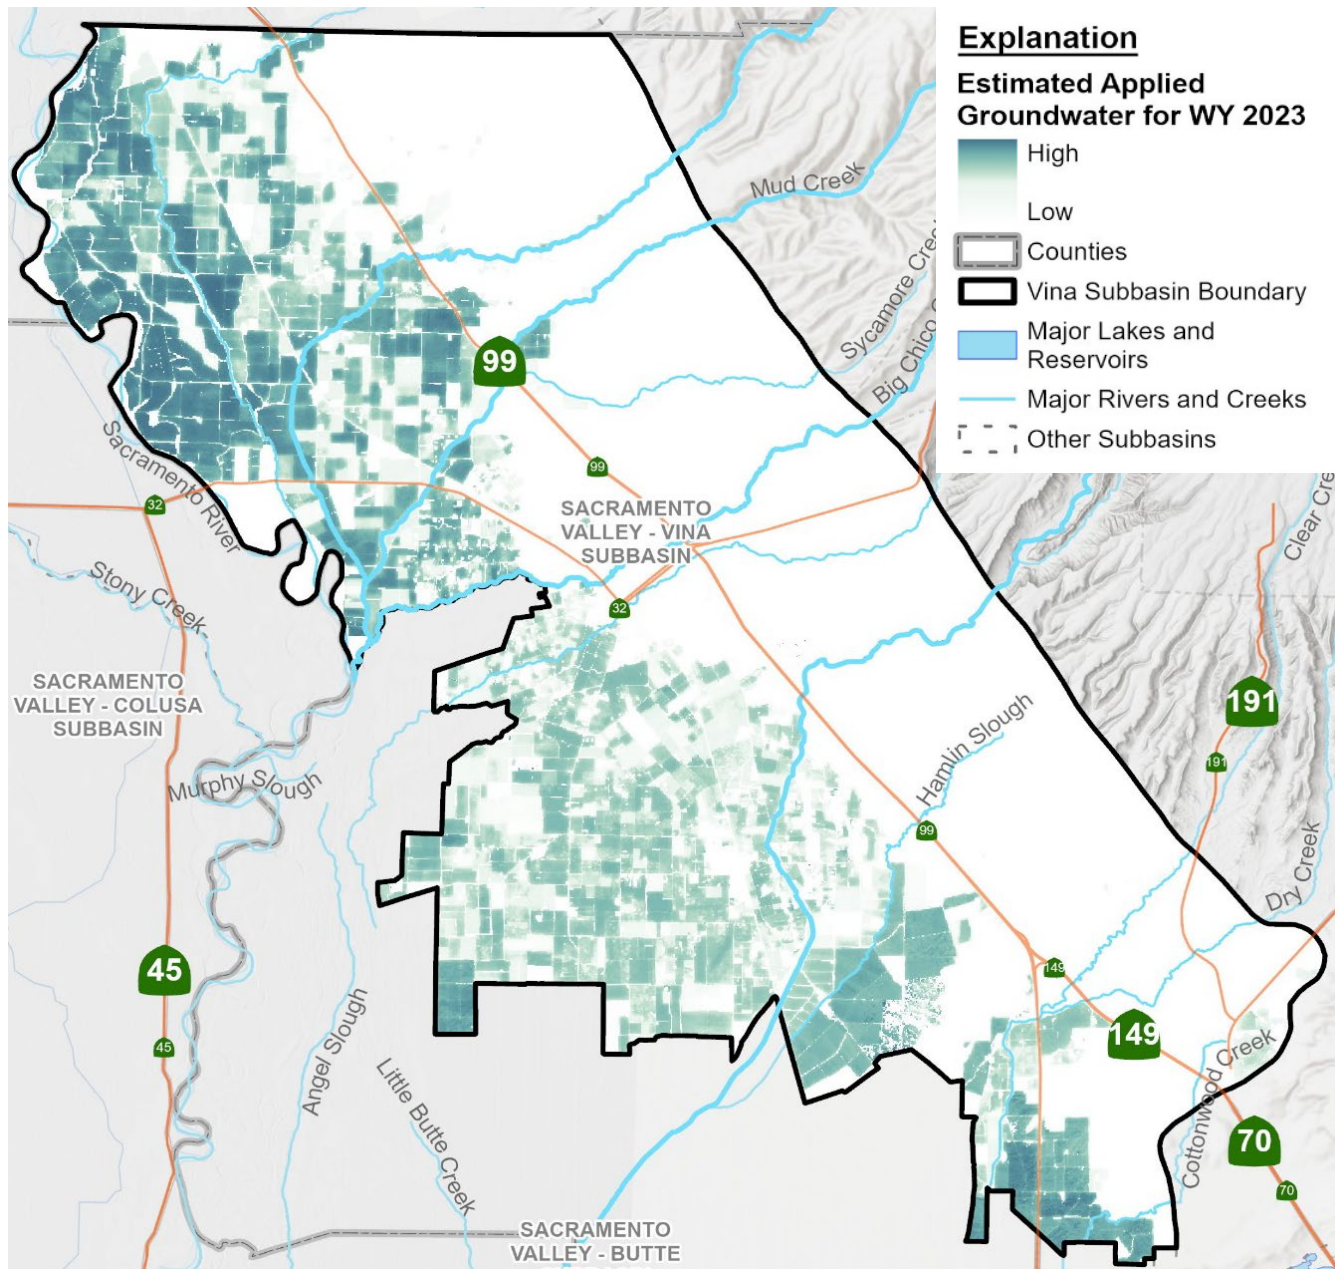 Explanation
Estimated Applied
Groundwater for WY 2023
High
Low
Counties
Vina Subbasin Boundary
Major Lakes and
Reservoirs
Major Rivers and Creeks
Other Subbasins
Mud Creek
Sycamore Creek
Big Chico C
99
99
Sacramento River
32
SACRAMENTO
VALLEY - VINA
SUBBASIN
32
Clear Cre
Stony Creek
SACRAMENTO
VALLEY - COLUSA
SUBBASIN
191
191
Murphy Slough
Hamlin Slough
99
Dry Creek
45
149
149
45
Angel Slough
Little Butte Creek
Cottonwood Creek
70
70
SACRAMENTO
VALLEY - BUTTE